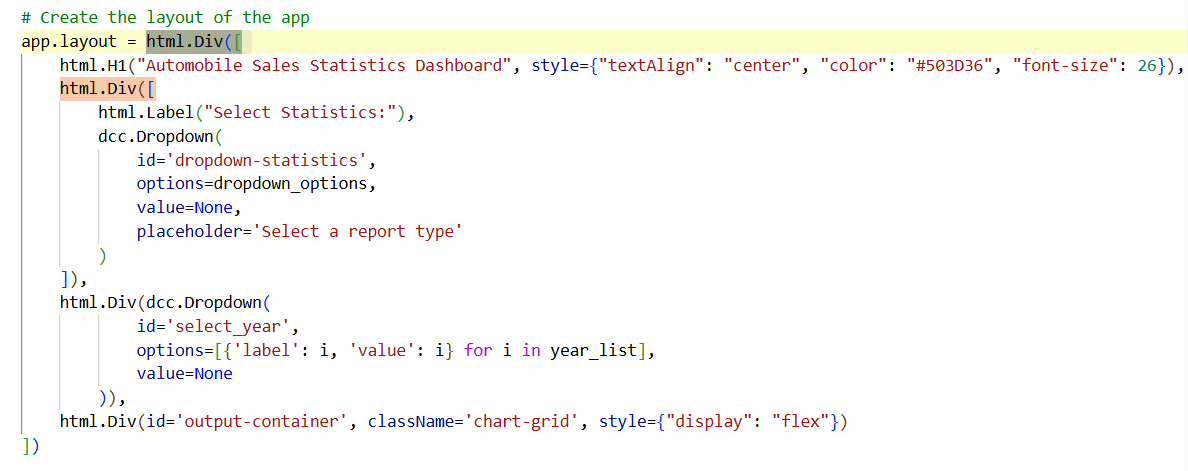 # Create the layout of the app
app.layout = html.Div([
    html.H1("Automobile Sales Statistics Dashboard", style={"textAlign": "center", "color": "#503D36", "font-size": 26}),
    html.Div([
        html.Label("Select Statistics:"),
        dcc.Dropdown(
            id='dropdown-statistics',
            options=dropdown_options,
            value=None,
            placeholder='Select a report type'
        )
    ]),
    html.Div(dcc.Dropdown(
            id='select_year',
            options=[{'label': i, 'value': i} for i in year_list],
            value=None
        )),
    html.Div(id='output-container', className='chart-grid', style={"display": "flex"})
])